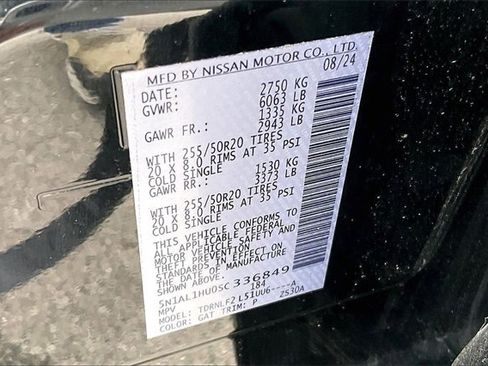 MFD BY NISSAN MOTOR CO., LTD.
DATE: 08/24
GVWR: 2750 KG
6063 LB
GAWR FR.: 1335 KG
2943 LB
WITH 255/50R20 TIRES
20 X 8.0 RIMS AT 35 PSI
COLD SINGLE
GAWR RR.: 1530 KG
3373 LB
WITH 255/50R20 TIRES
20 X 8.0 RIMS AT 35 PSI
COLD SINGLE
THIS VEHICLE CONFORMS TO
ALL APPLICABLE FEDERAL
MOTOR VEHICLE SAFETY AND
THEFT PREVENTION
STANDARDS IN EFFECT ON
THE DATE OF MANUFACTURE
SHOWN ABOVE.
5N1AL1HU0SC336849
MPV 184
MODEL: TDRNLF2 L51UU6----A
COLOR: GAT TRIM: P 2S30A